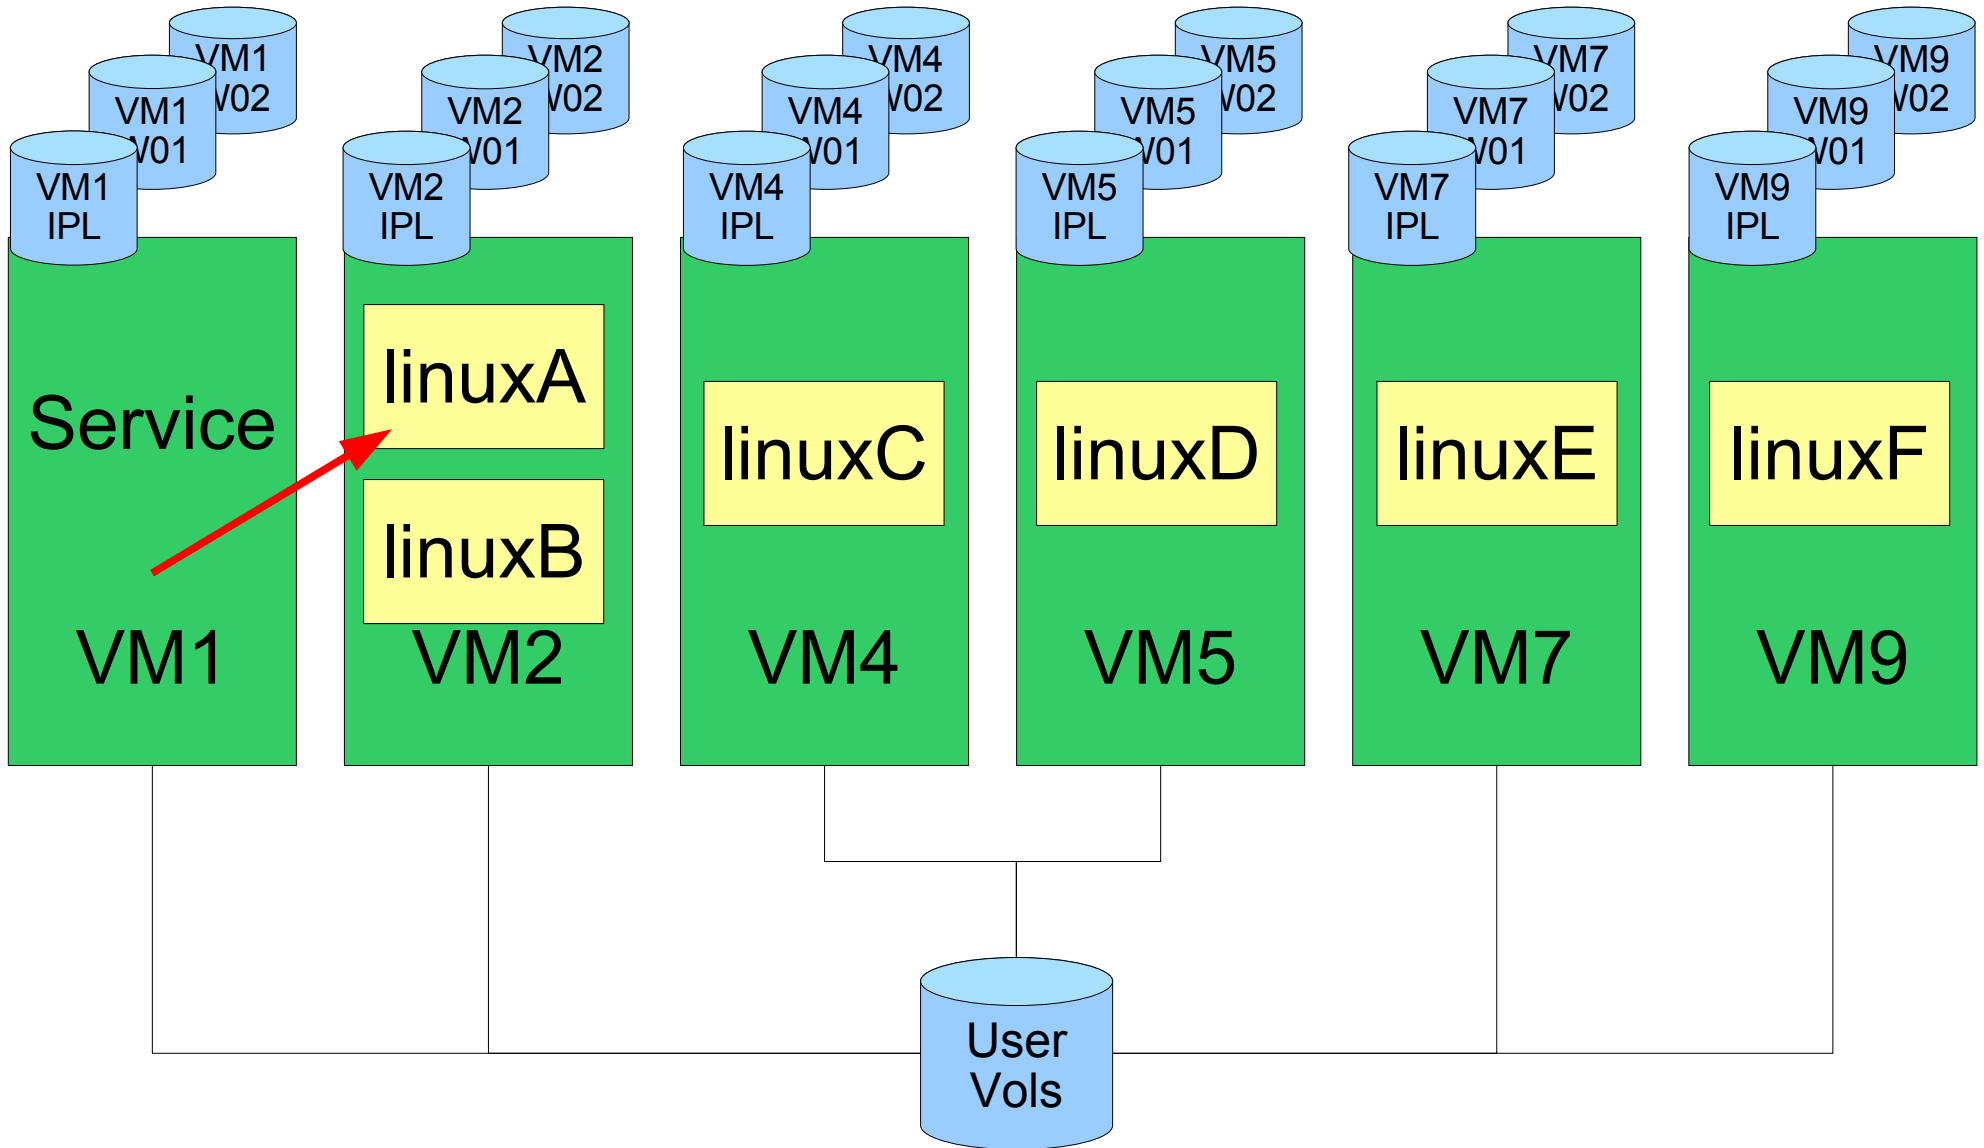 VM1
W02
VM1
W01
VM1
IPL
VM2
W02
VM2
W01
VM2
IPL
VM4
W02
VM4
W01
VM4
IPL
VM5
W02
VM5
W01
VM5
IPL
VM7
W02
VM7
W01
VM7
IPL
VM9
W02
VM9
W01
VM9
IPL
Service
VM1
linuxA
linuxB
VM2
linuxC
VM4
linuxD
VM5
linuxE
VM7
linuxF
VM9
User
Vols